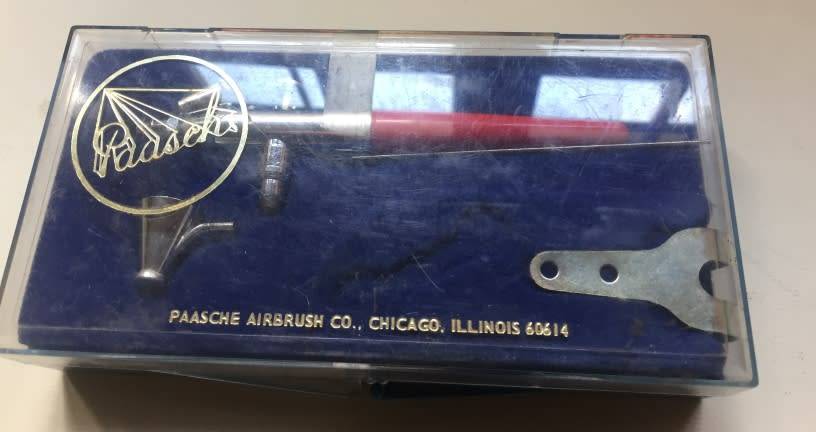 Paasche
PAASCHE AIRBRUSH CO., CHICAGO, ILLINOIS 60614